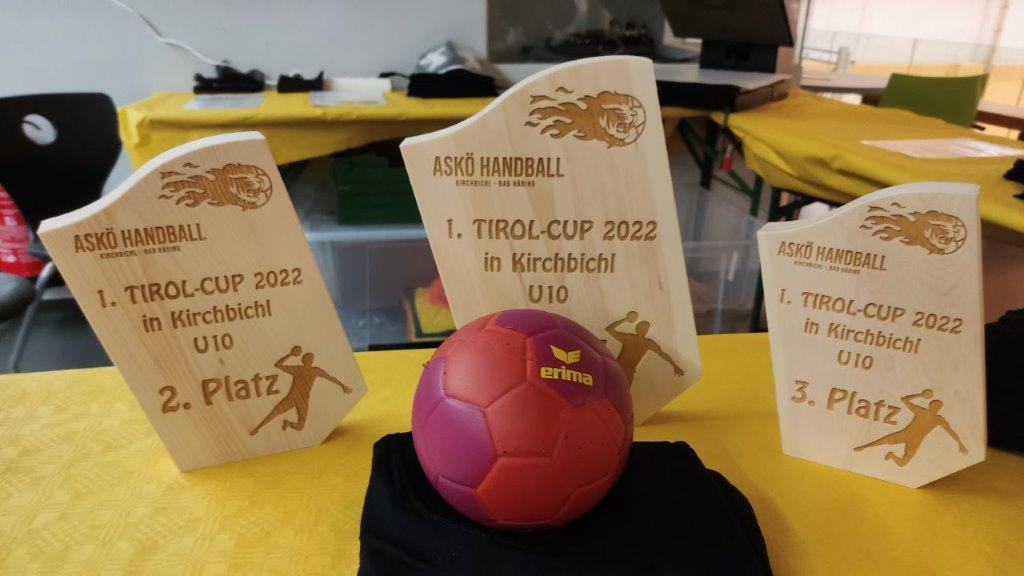 ASKÖ HANDBALL
KIRCHBICHL - BAD HÄRING
1. TIROL-CUP 2022
in Kirchbichl
U10
2. Platz
ASKÖ HANDBALL
KIRCHBICHL - BAD HÄRING
1. TIROL-CUP 2022
in Kirchbichl
U10
erima
ASKÖ HANDBALL
KIRCHBICHL - BAD HÄRING
1. TIROL-CUP 2022
in Kirchbichl
U10
3. Platz